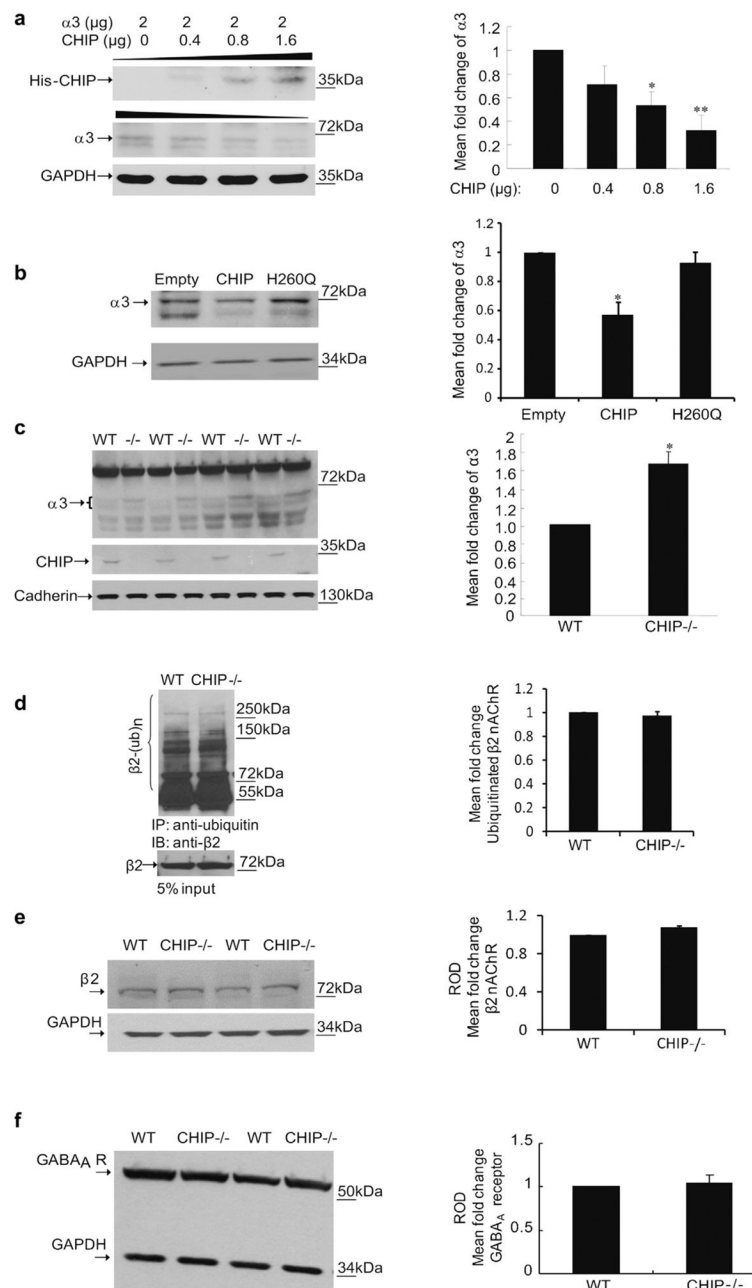 a
α3 (μg) 2 2 2 2
CHIP (μg) 0 0.4 0.8 1.6
His-CHIP
35kDa
72kDa
α3
GAPDH
35kDa
Mean fold change of α3
1.2
1
0.8
0.6
0.4
0.2
0
*
**
CHIP (μg): 0 0.4 0.8 1.6
b
Empty CHIP H260Q
α3
72kDa
GAPDH
34kDa
Mean fold change of α3
1.2
1
0.8
0.6
0.4
0.2
0
*
Empty CHIP H260Q
c
WT -/- WT -/- WT -/- WT -/-
72kDa
α3
35kDa
CHIP
Cadherin
130kDa
Mean fold change of α3
2
1.8
1.6
1.4
1.2
1.0
0.8
1.6
0.4
0.2
0
*
WT CHIP-/-
d
WT CHIP-/-
β2-(ub)n
250kDa
150kDa
72kDa
55kDa
IP: anti-ubiquitin
IB: anti-β2
β2
72kDa
5% input
Mean fold change
Ubiquitinated β2 nAChR
1.2
1
0.8
0.6
0.4
0.2
0
WT CHIP-/-
e
WT CHIP-/- WT CHIP-/-
β2
72kDa
GAPDH
34kDa
ROD
Mean fold change
β2 nAChR
1.2
0.8
0.4
0
WT CHIP-/-
f
WT CHIP-/- WT CHIP-/-
GABAA R
50kDa
GAPDH
34kDa
ROD
Mean fold change
GABAA receptor
1.5
1
0.5
0
WT CHIP-/-